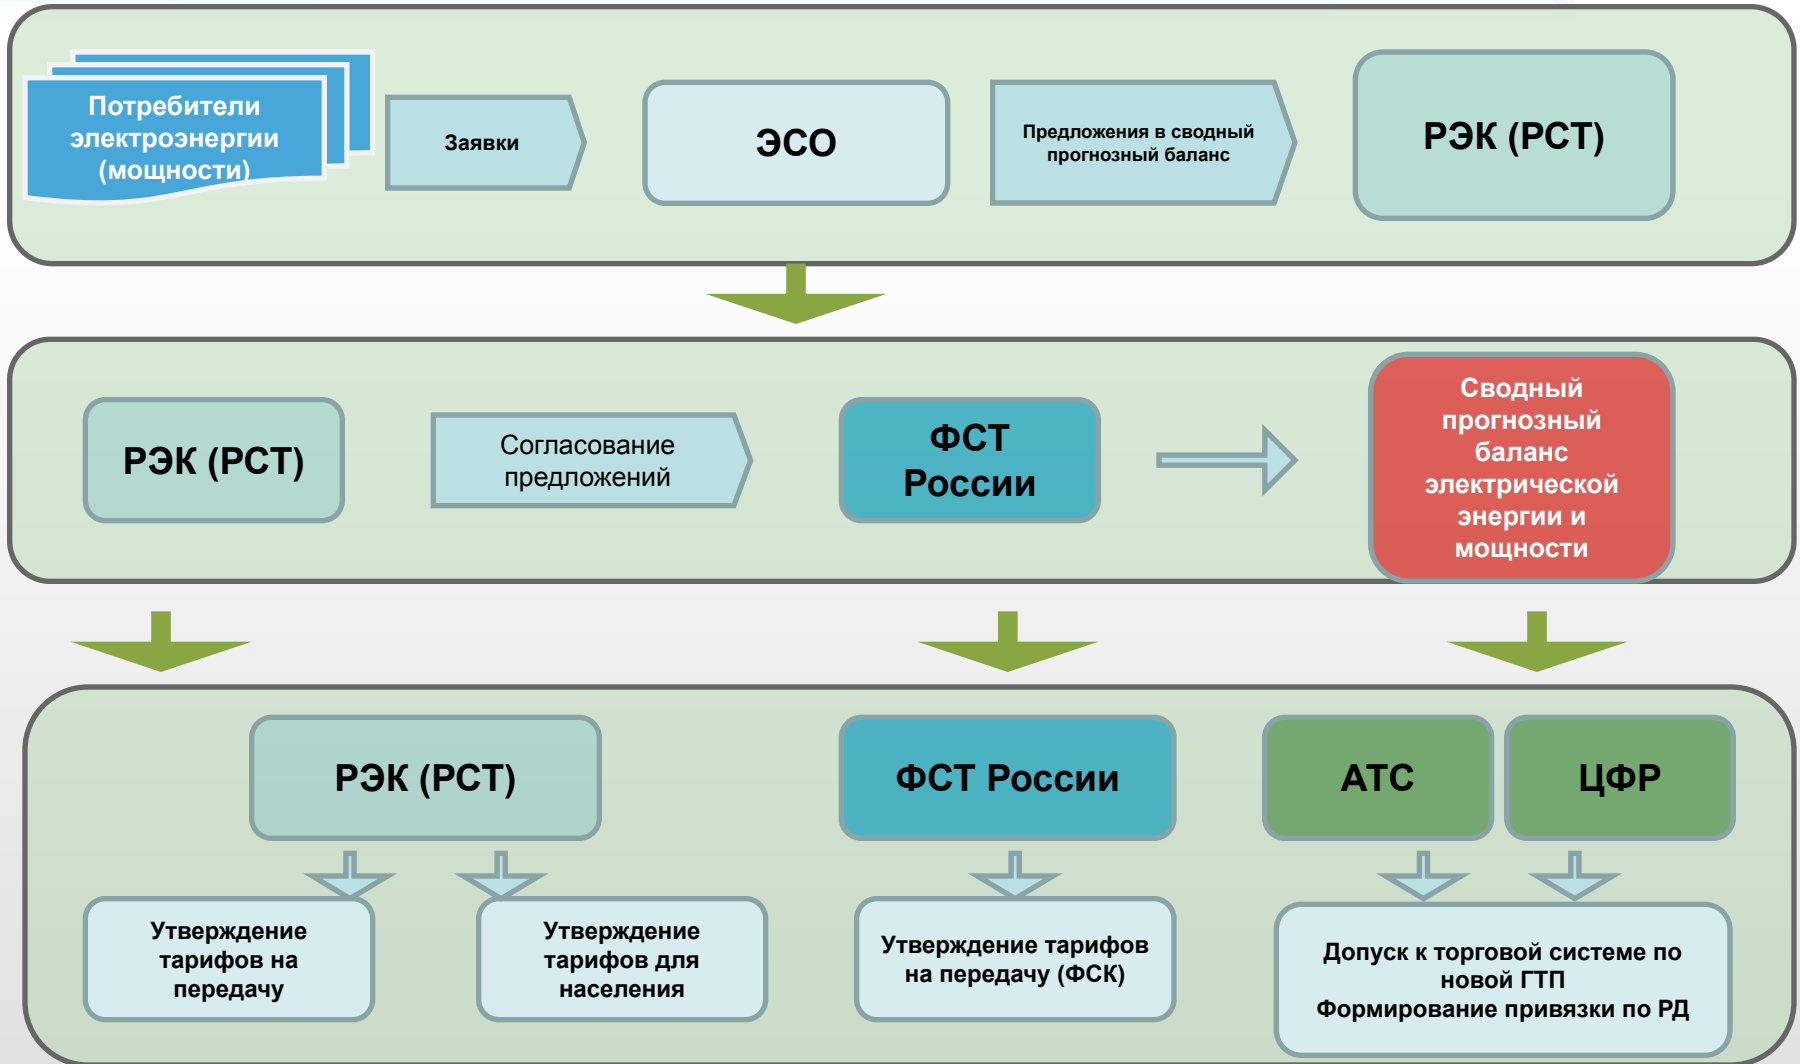 Потребители
электроэнергии
(мощности)
Заявки
ЭСО
Предложения в сводный
прогнозный баланс
РЭК (РСТ)
РЭК (РСТ)
Согласование
предложений
ФСТ
России
Сводный
прогнозный
баланс
электрической
энергии и
мощности
РЭК (РСТ)
ФСТ России
АТС
ЦФР
Утверждение
тарифов на
передачу
Утверждение
тарифов для
населения
Утверждение тарифов
на передачу (ФСК)
Допуск к торговой системе по
новой ГТП
Формирование привязки по РД